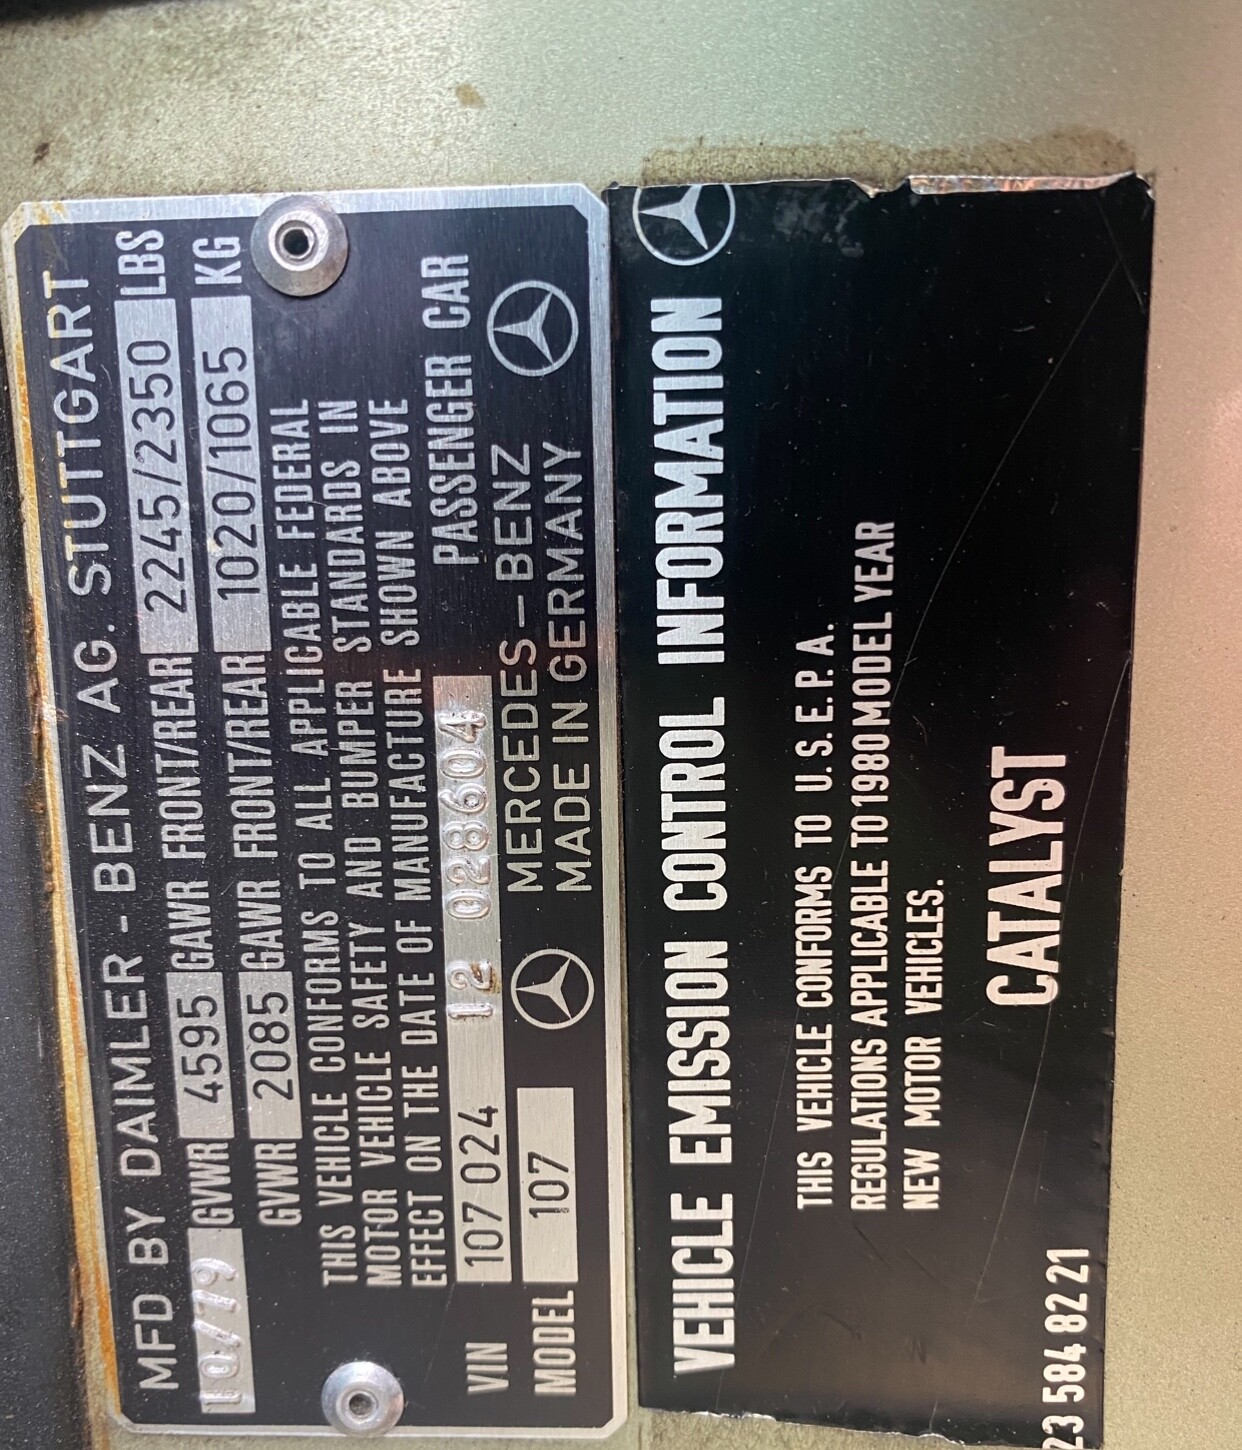 MFD BY DAIMLER - BENZ AG. STUTTGART
10/79 GVWR 4595 GAWR FRONT/REAR 2245/2350 LBS
GVWR 2085 GAWR FRONT/REAR 1020/1065 KG
THIS VEHICLE CONFORMS TO ALL APPLICABLE FEDERAL
MOTOR VEHICLE SAFETY AND BUMPER STANDARDS IN
EFFECT ON THE DATE OF MANUFACTURE SHOWN ABOVE
VIN 107 024 12 028604 PASSENGER CAR
MODEL 107 MERCEDES-BENZ
MADE IN GERMANY
VEHICLE EMISSION CONTROL INFORMATION
THIS VEHICLE CONFORMS TO U.S.E.P.A.
REGULATIONS APPLICABLE TO 1980 MODEL YEAR
NEW MOTOR VEHICLES.
CATALYST
23 584 82 21